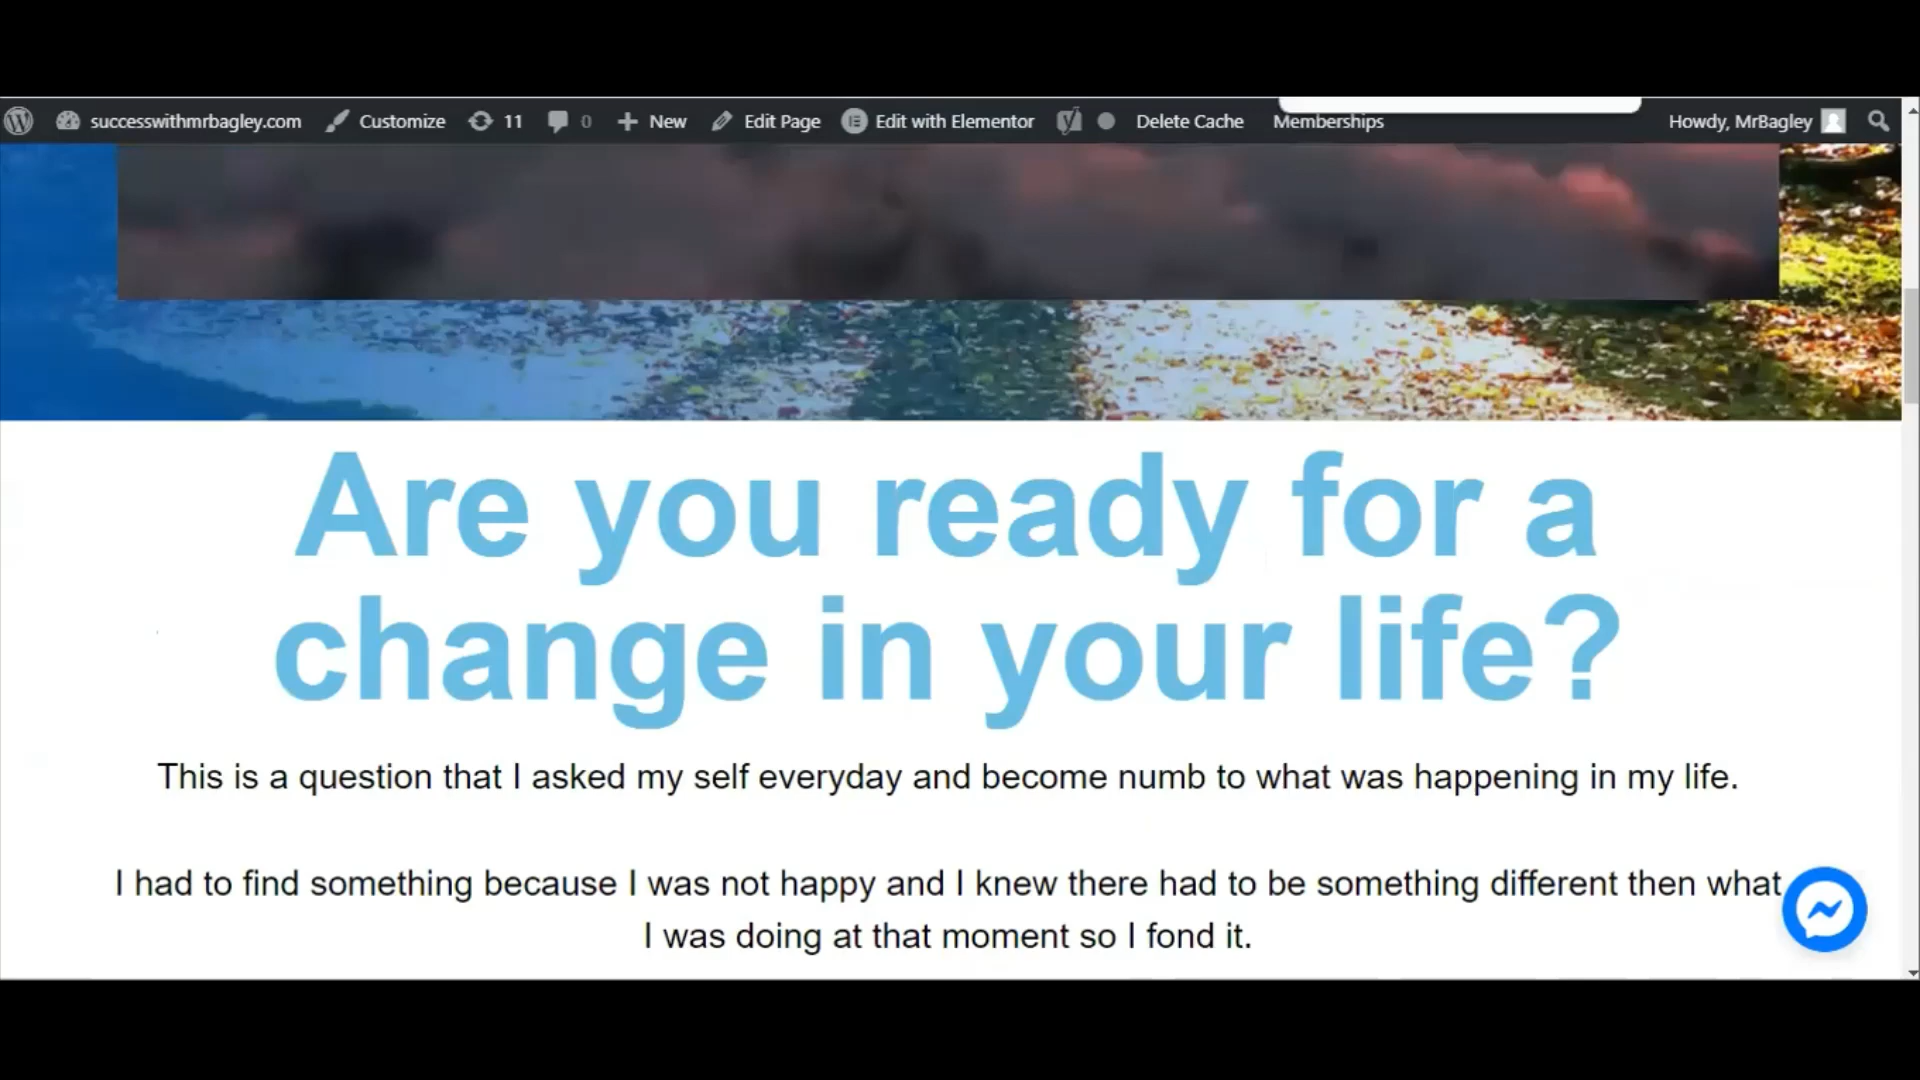 successwithmrbagley.com Customize 11 0 New Edit Page Edit with Elementor Delete Cache Memberships Howdy, MrBagley
Are you ready for a
change in your life?
This is a question that I asked my self everyday and become numb to what was happening in my life.
I had to find something because I was not happy and I knew there had to be something different then what
I was doing at that moment so I fond it.